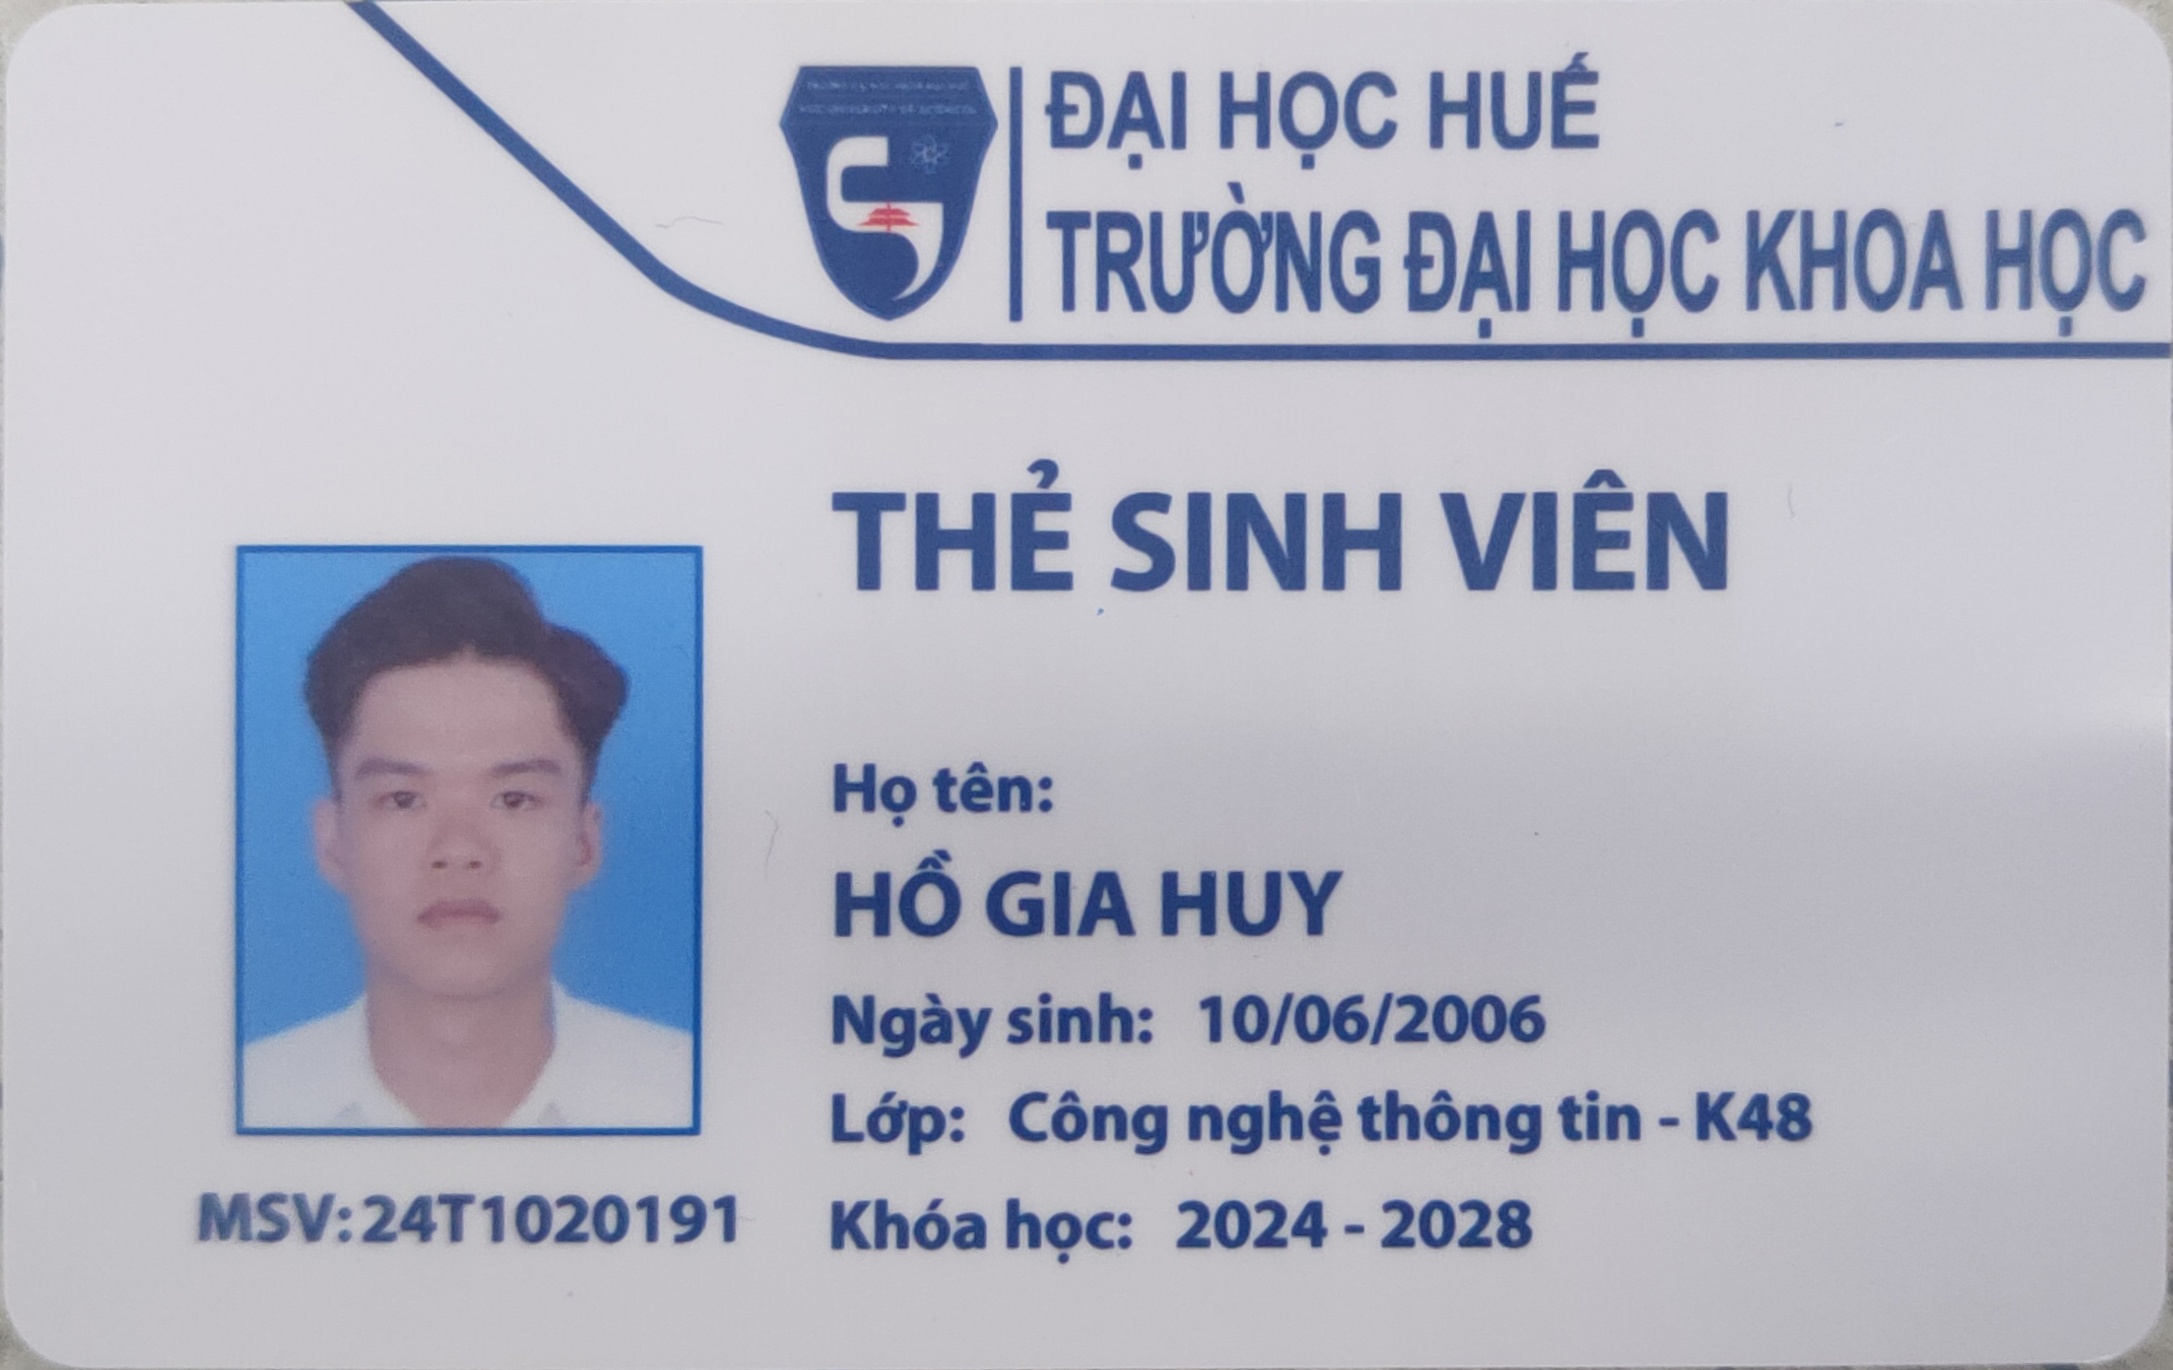 ĐẠI HỌC HUẾ
TRƯỜNG ĐẠI HỌC KHOA HỌC
THẺ SINH VIÊN
Họ tên:
HỒ GIA HUY
Ngày sinh: 10/06/2006
Lớp: Công nghệ thông tin - K48
MSV:24T1020191
Khóa học: 2024 - 2028